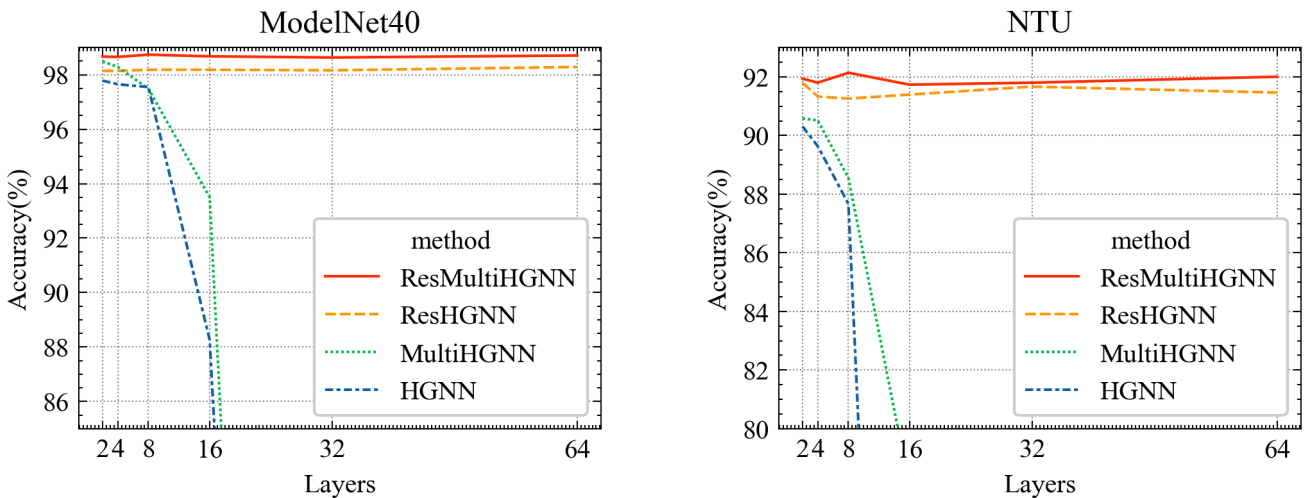 ModelNet40
Accuracy(%)
98
96
94
92
90
88
86
2 4 8 16 32 64
Layers
method
ResMultiHGNN
ResHGNN
MultiHGNN
HGNN
NTU
Accuracy(%)
92
90
88
86
84
82
80
2 4 8 16 32 64
Layers
method
ResMultiHGNN
ResHGNN
MultiHGNN
HGNN